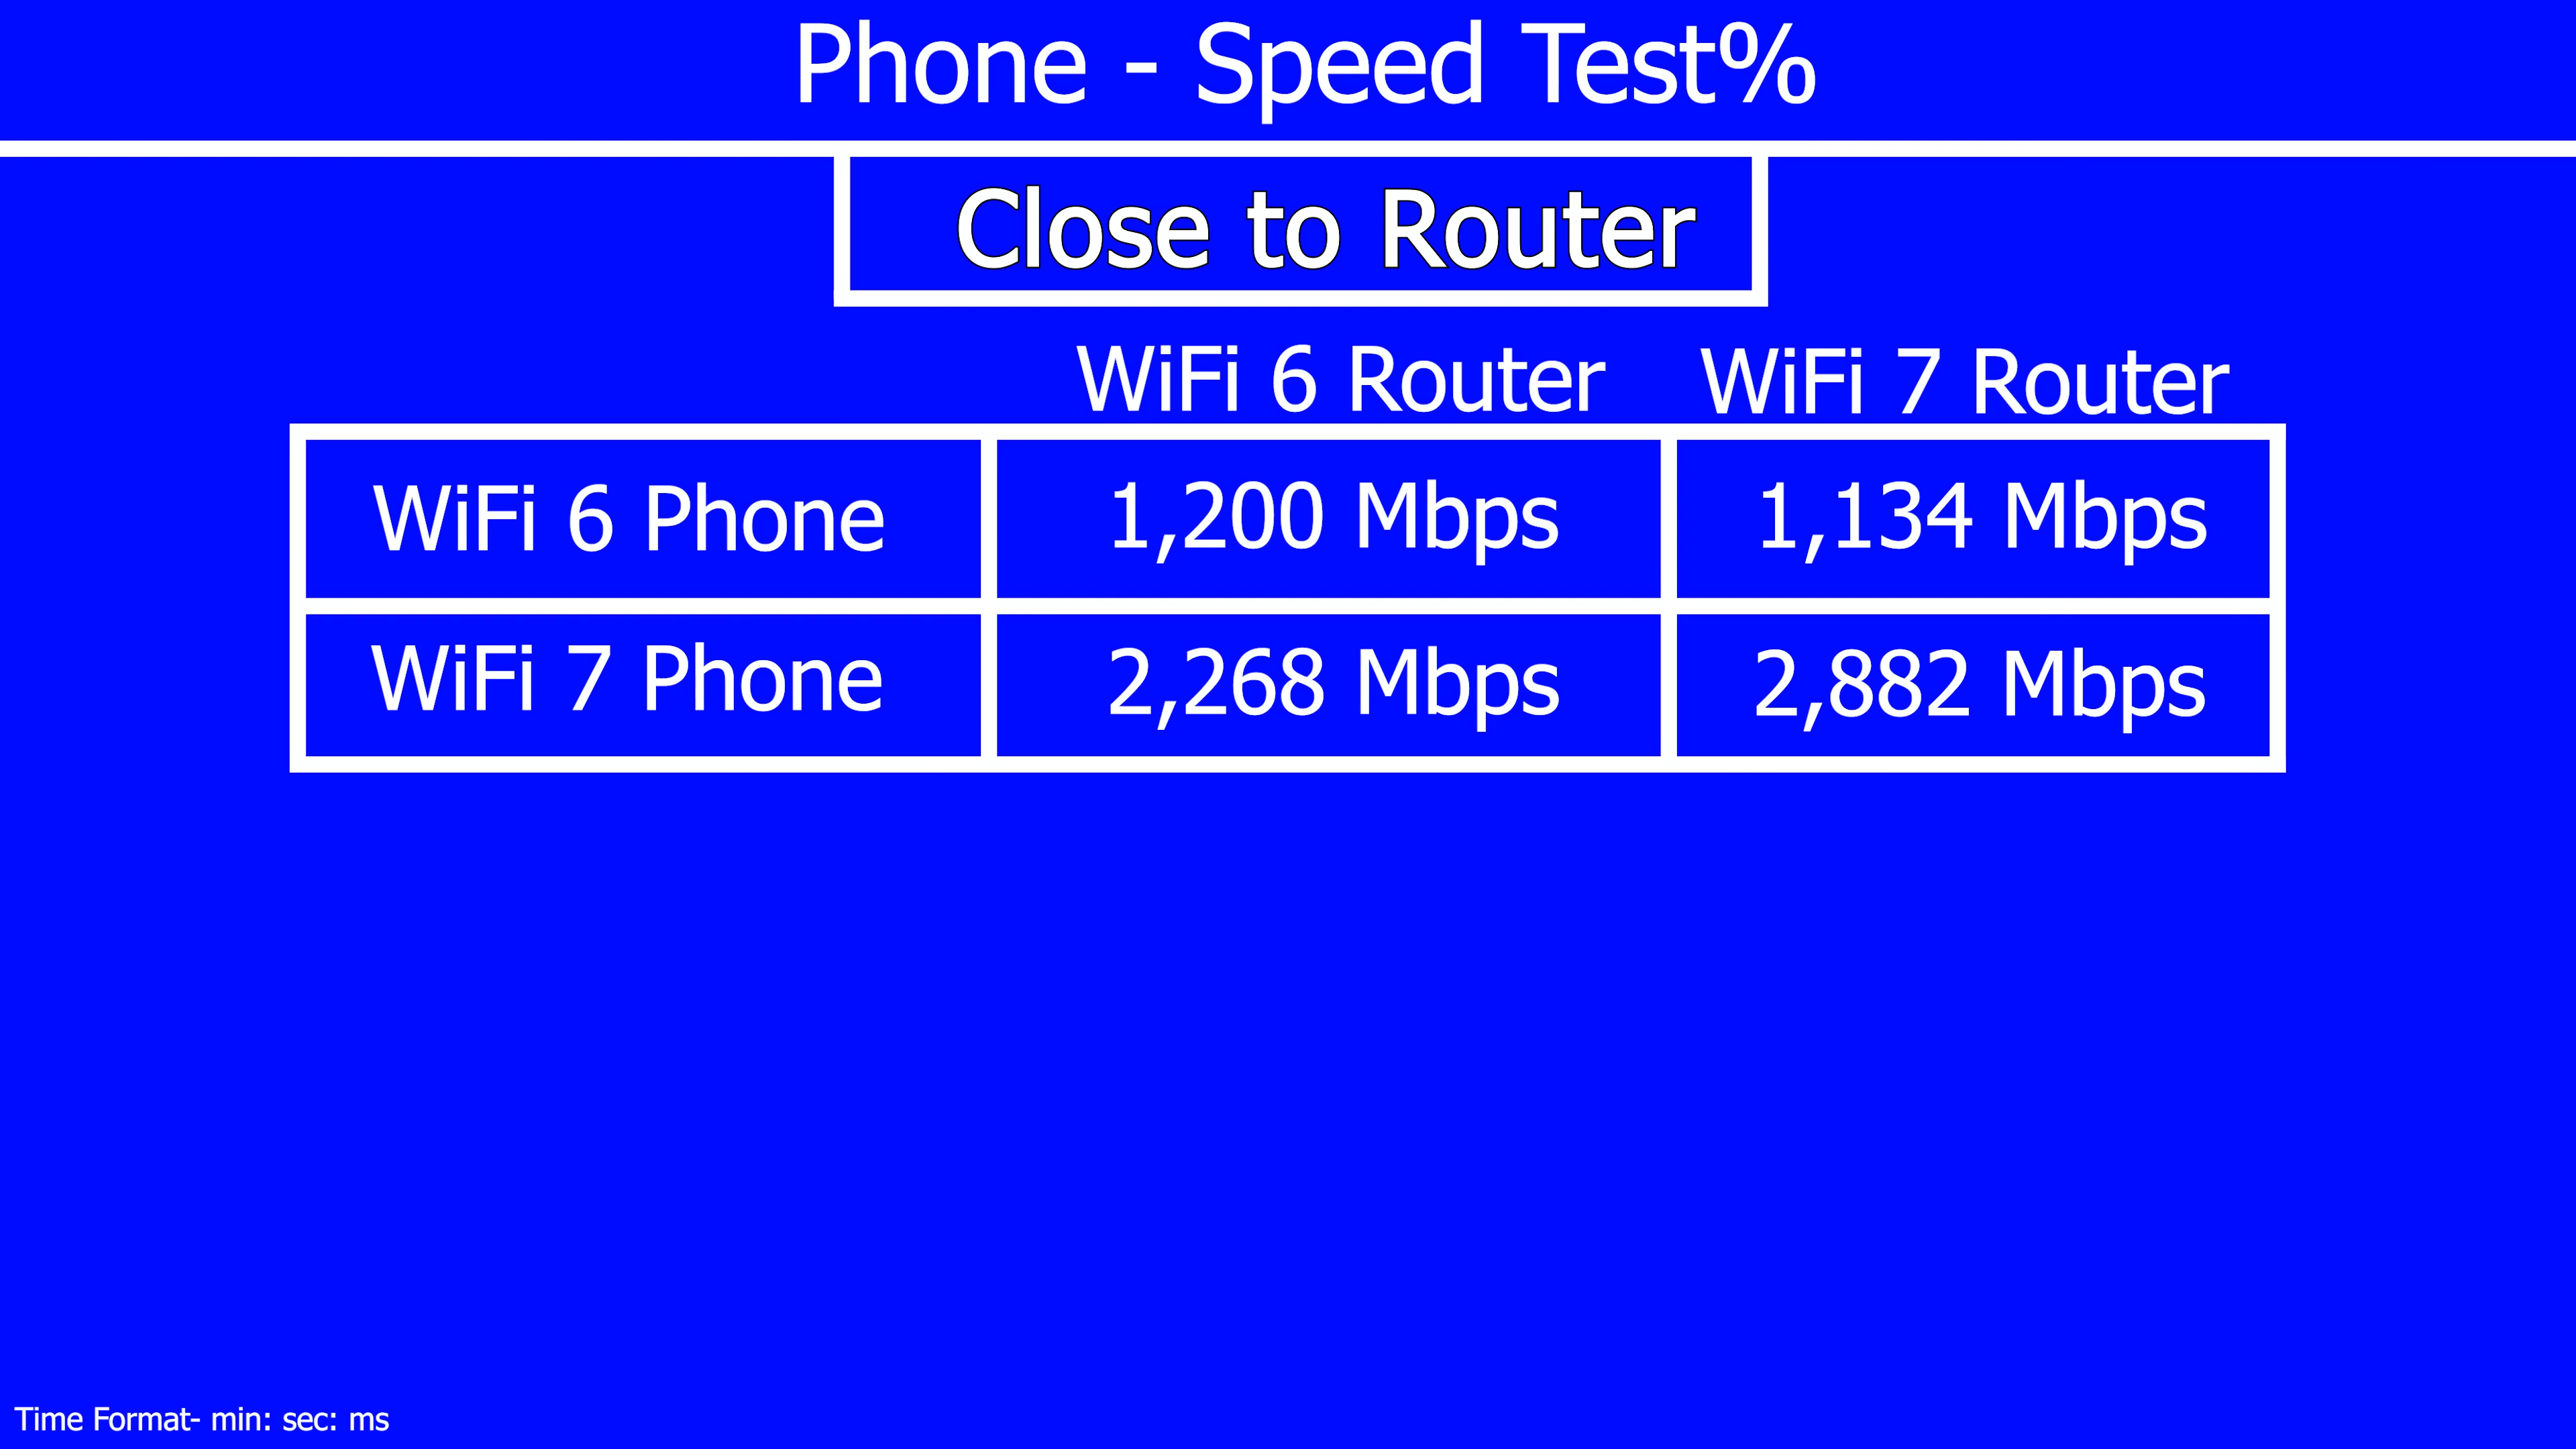 Phone - Speed Test%
Close to Router
WiFi 6 Router WiFi 7 Router
WiFi 6 Phone 1,200 Mbps 1,134 Mbps
WiFi 7 Phone 2,268 Mbps 2,882 Mbps
Time Format- min: sec: ms